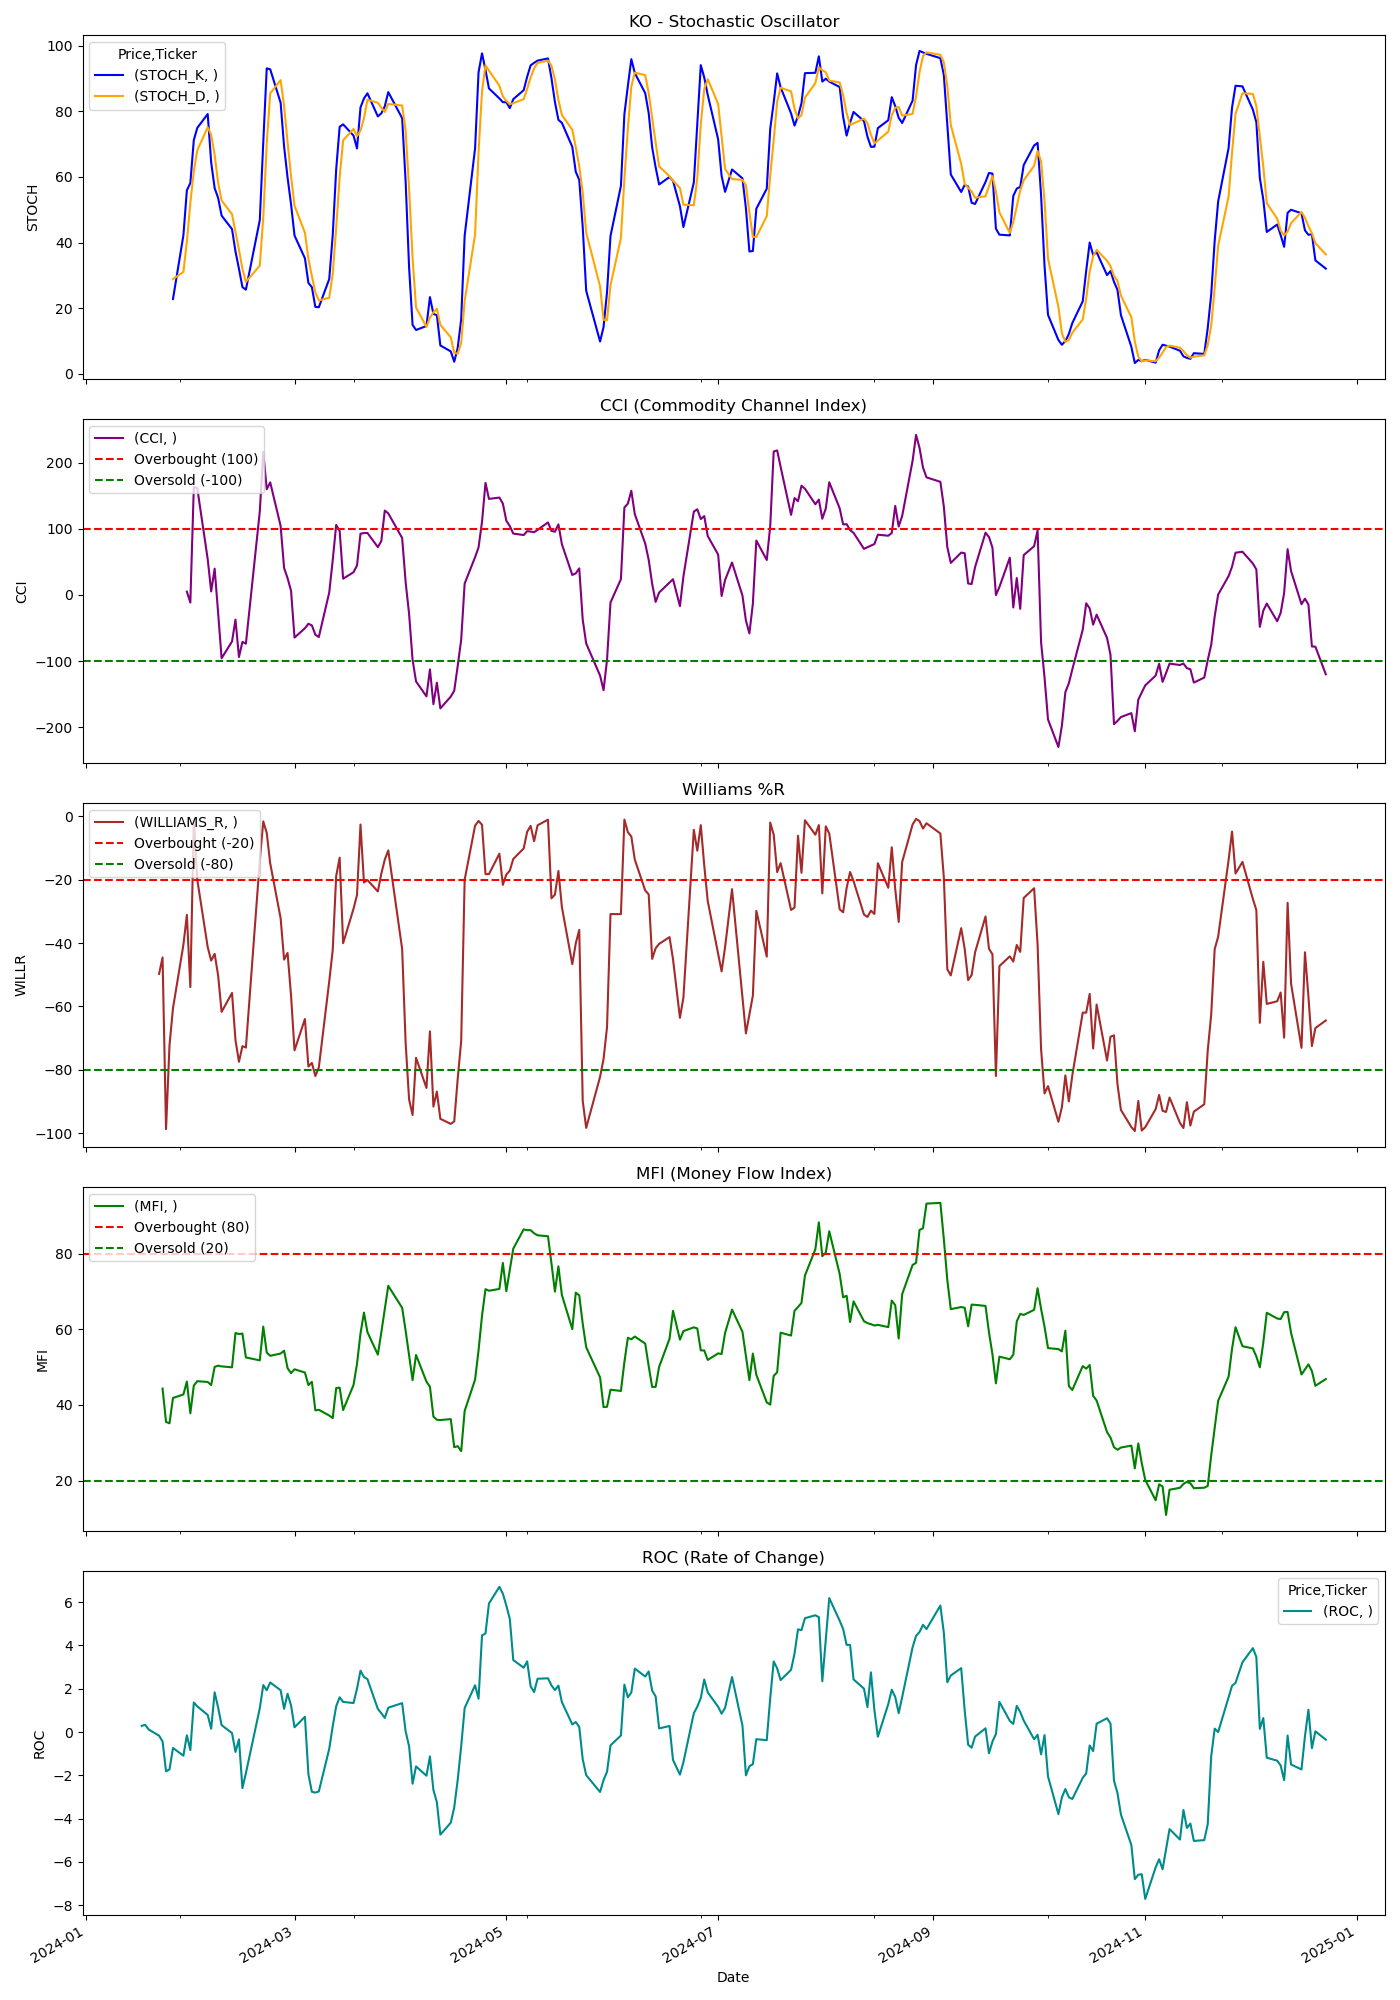 KO - Stochastic Oscillator
Price,Ticker
(STOCH_K, )
(STOCH_D, )
100
80
60
40
20
0
STOCH
CCI (Commodity Channel Index)
(CCI, )
Overbought (100)
Oversold (-100)
200
100
0
−100
−200
CCI
Williams %R
(WILLIAMS_R, )
Overbought (-20)
Oversold (-80)
0
−20
−40
−60
−80
−100
WILLR
MFI (Money Flow Index)
(MFI, )
Overbought (80)
Oversold (20)
80
60
40
20
MFI
ROC (Rate of Change)
Price,Ticker
(ROC, )
6
4
2
0
−2
−4
−6
−8
ROC
2024-01
2024-03
2024-05
2024-07
2024-09
2024-11
2025-01
Date